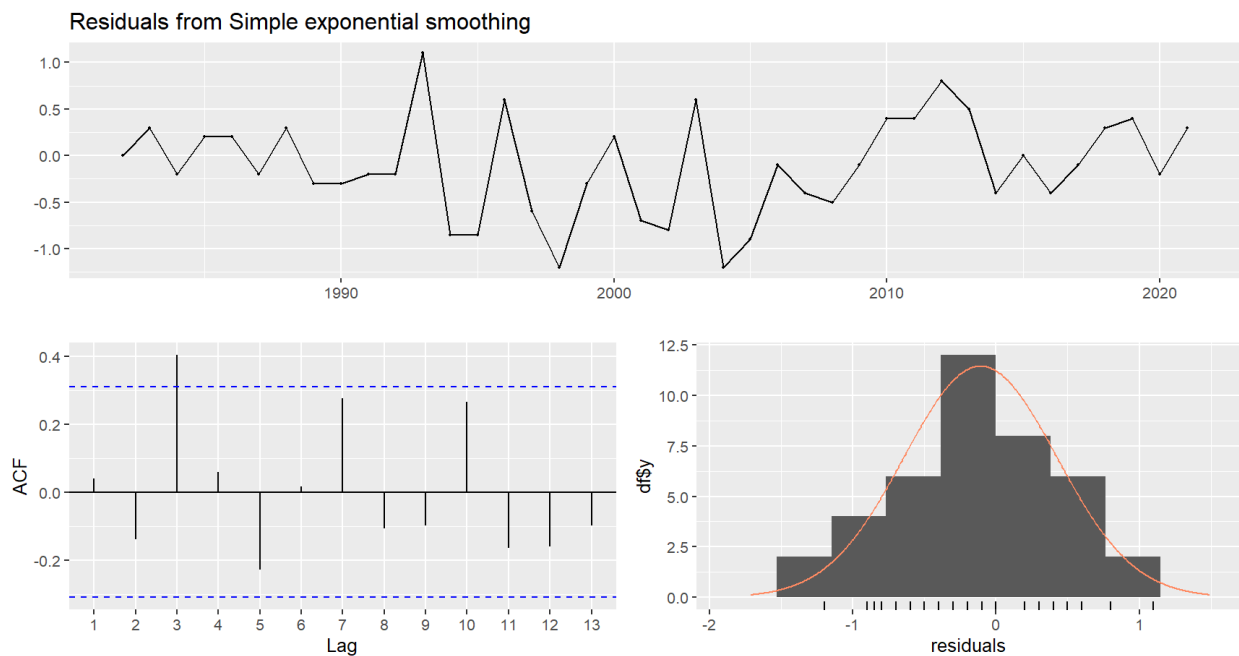 Residuals from Simple exponential smoothing
1.0
0.5
0.0
-0.5
-1.0
1990 2000 2010 2020
ACF
0.4
0.2
0.0
-0.2
1 2 3 4 5 6 7 8 9 10 11 12 13
Lag
df$y
12.5
10.0
7.5
5.0
2.5
0.0
-2 -1 0 1
residuals